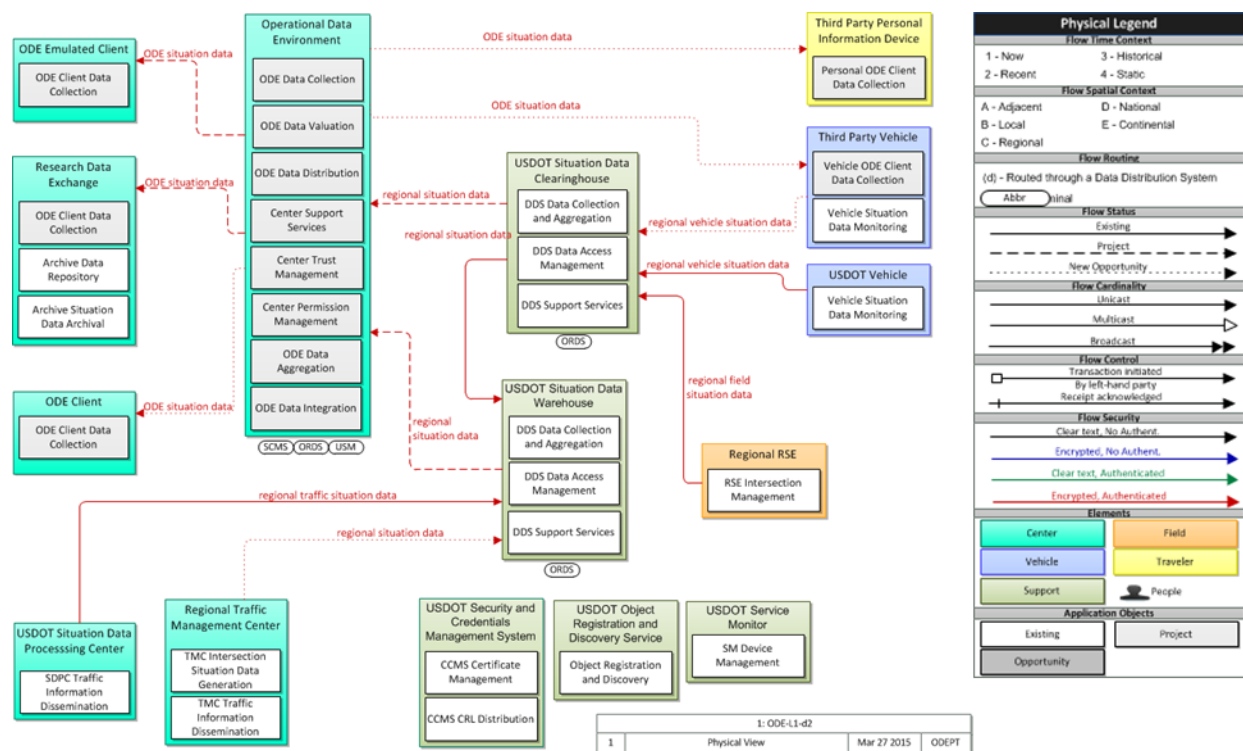 ODE Emulated Client
ODE Client Data
Collection
Research Data
Exchange
ODE Client Data
Collection
Archive Data
Repository
Archive Situation
Data Archival
ODE Client
ODE Client Data
Collection
USDOT Situation Data
Processsing Center
SDPC Traffic
Information
Dissemination
Regional Traffic
Management Center
TMC Intersection
Situation Data
Generation
TMC Traffic
Information
Dissemination
Operational Data
Environment
ODE Data Collection
ODE Data Valuation
ODE Data Distribution
Center Support
Services
Center Trust
Management
Center Permission
Management
ODE Data
Aggregation
ODE Data Integration
SCMS
ORDS
USM
ODE situation data
ODE situation data
ODE situation data
ODE situation data
ODE situation data
regional situation data
regional situation data
regional
situation data
regional traffic situation data
regional situation data
regional vehicle situation data
regional vehicle situation data
regional field
situation data
USDOT Situation Data
Clearinghouse
DDS Data Collection
and Aggregation
DDS Data Access
Management
DDS Support Services
ORDS
USDOT Situation Data
Warehouse
DDS Data Collection
and Aggregation
DDS Data Access
Management
DDS Support Services
ORDS
Third Party Personal
Information Device
Personal ODE Client
Data Collection
Third Party Vehicle
Vehicle ODE Client
Data Collection
Vehicle Situation
Data Monitoring
USDOT Vehicle
Vehicle Situation
Data Monitoring
Regional RSE
RSE Intersection
Management
USDOT Security and
Credentials
Management System
CCMS Certificate
Management
CCMS CRL Distribution
USDOT Object
Registration and
Discovery Service
Object Registration
and Discovery
USDOT Service
Monitor
SM Device
Management
1: ODE-L1-d2
1 Physical View Mar 27 2015 ODEPT
Physical Legend
Flow Time Context
1 - Now 3 - Historical
2 - Recent 4 - Static
Flow Spatial Context
A - Adjacent D - National
B - Local E - Continental
C - Regional
Flow Routing
(d) - Routed through a Data Distribution System
Abbr minal
Flow Status
Existing
Project
New Opportunity
Flow Cardinality
Unicast
Multicast
Broadcast
Flow Control
Transaction initiated
By left-hand party
Receipt acknowledged
Flow Security
Clear text, No Authent.
Encrypted, No Authent.
Clear text, Authenticated
Encrypted, Authenticated
Elements
Center Field
Vehicle Traveler
Support People
Application Objects
Existing Project
Opportunity